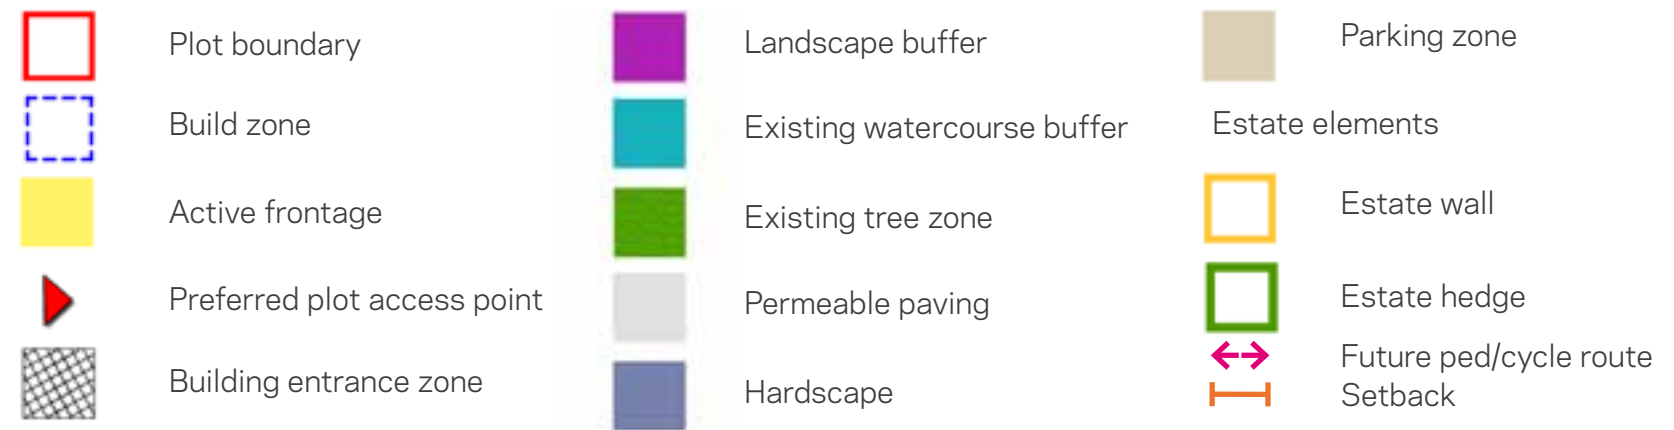 Plot boundary
Build zone
Active frontage
Preferred plot access point
Building entrance zone
Landscape buffer
Existing watercourse buffer
Existing tree zone
Permeable paving
Hardscape
Parking zone
Estate elements
Estate wall
Estate hedge
Future ped/cycle route
Setback